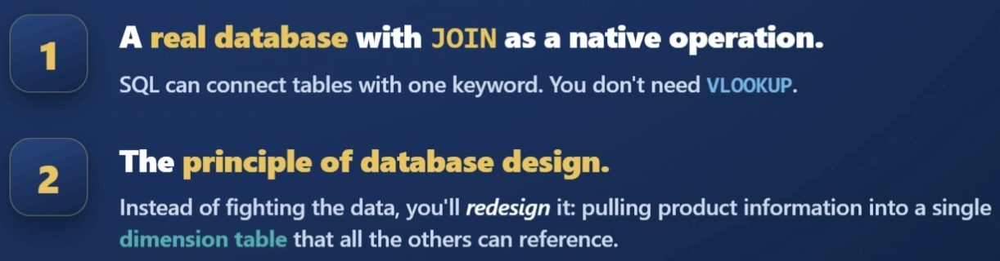 1
A real database with JOIN as a native operation.
SQL can connect tables with one keyword. You don't need VLOOKUP.
2
The principle of database design.
Instead of fighting the data, you'll redesign it: pulling product information into a single
dimension table that all the others can reference.